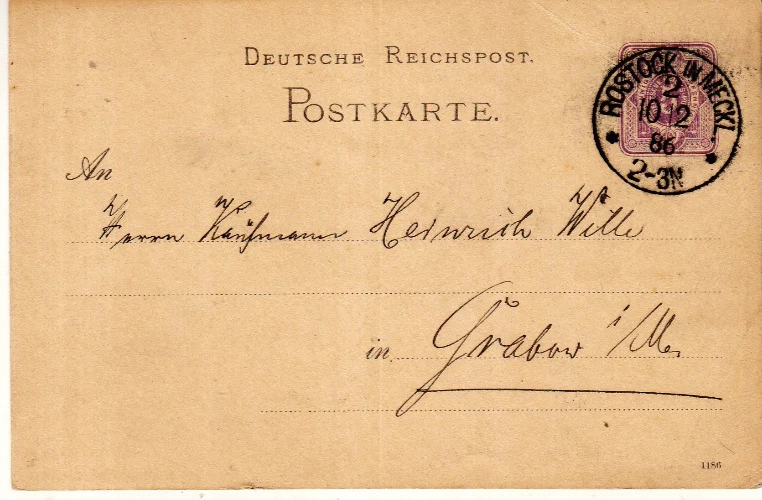 DEUTSCHE REICHSPOST.
POSTKARTE.
ROSTOCK IN MECKL.
2
10 12
86
2-3N
An
Herrn Kaufmann Heinrich Wille
in Grabow i/M.
1186